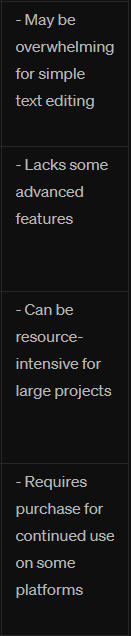 - May be
overwhelming
for simple
text editing
- Lacks some
advanced
features
- Can be
resource-
intensive for
large projects
- Requires
purchase for
continued use
on some
platforms